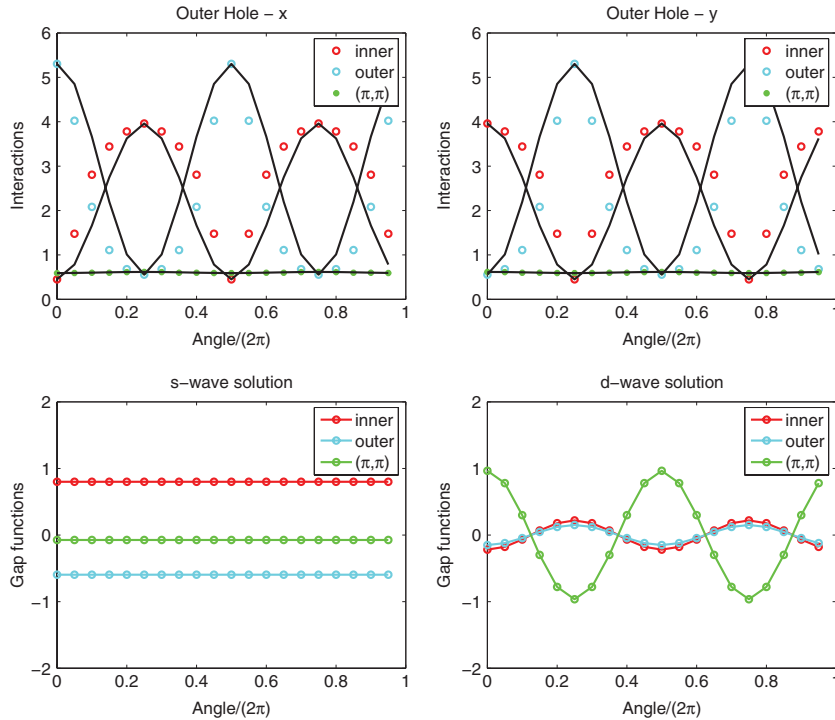 Outer Hole – x
Interactions
6
5
4
3
2
1
0
0
0.2
0.4
0.6
0.8
1
Angle/(2π)
inner
outer
(π,π)
Outer Hole – y
Interactions
6
5
4
3
2
1
0
0
0.2
0.4
0.6
0.8
1
Angle/(2π)
inner
outer
(π,π)
s–wave solution
Gap functions
2
1
0
−1
−2
0
0.2
0.4
0.6
0.8
1
Angle/(2π)
inner
outer
(π,π)
d–wave solution
Gap functions
2
1
0
−1
−2
0
0.2
0.4
0.6
0.8
1
Angle/(2π)
inner
outer
(π,π)